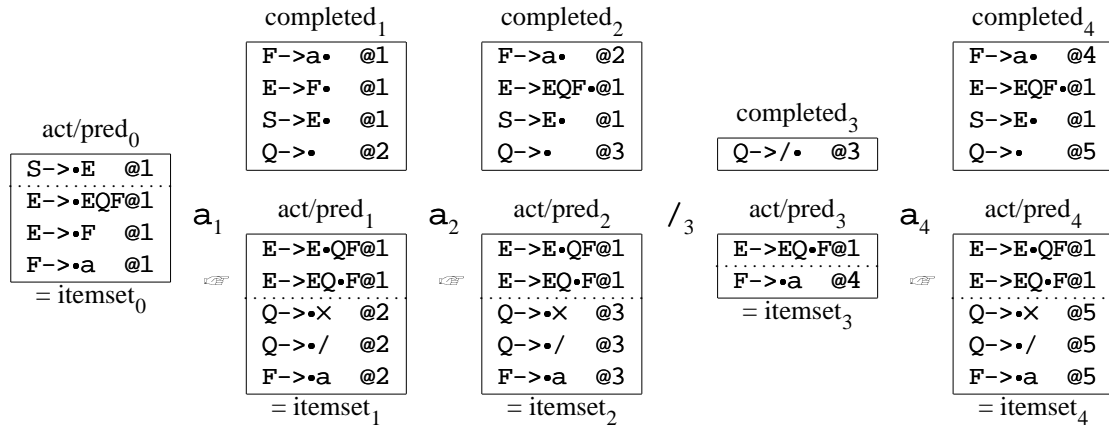 completed1
F->a• @1
E->F• @1
S->E• @1
Q->• @2
completed2
F->a• @2
E->EQF•@1
S->E• @1
Q->• @3
completed3
Q->/• @3
completed4
F->a• @4
E->EQF•@1
S->E• @1
Q->• @5
act/pred0
S->•E @1
E->•EQF@1
E->•F @1
F->•a @1
= itemset0
a1
☞
act/pred1
E->E•QF@1
E->EQ•F@1
Q->•× @2
Q->•/ @2
F->•a @2
= itemset1
a2
☞
act/pred2
E->E•QF@1
E->EQ•F@1
Q->•× @3
Q->•/ @3
F->•a @3
= itemset2
/3
act/pred3
E->EQ•F@1
F->•a @4
= itemset3
a4
☞
act/pred4
E->E•QF@1
E->EQ•F@1
Q->•× @5
Q->•/ @5
F->•a @5
= itemset4